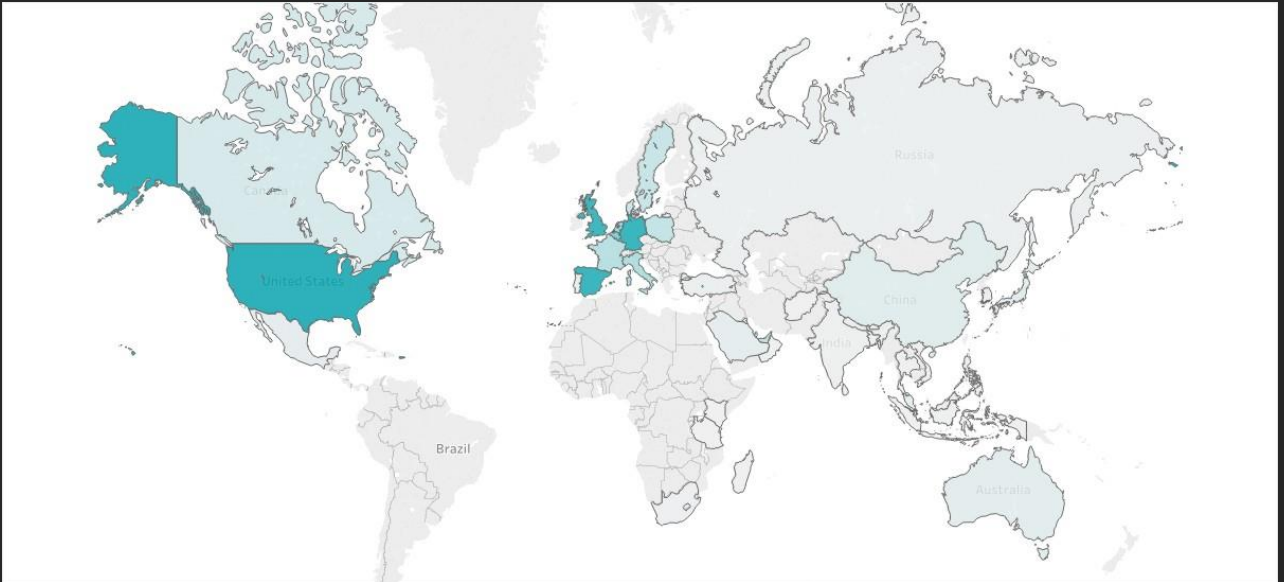 Canada
Russia
United States
China
India
Brazil
Australia